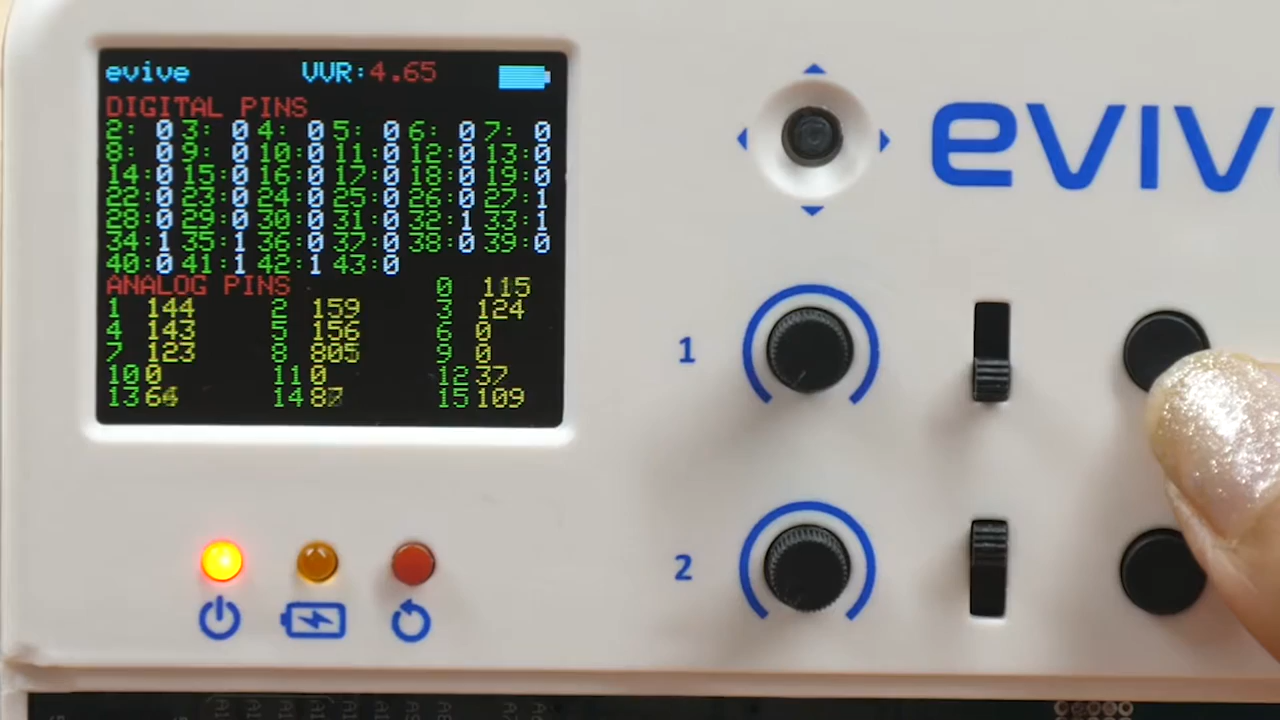 evive VVR:4.65
DIGITAL PINS
2: 0 3: 0 4: 0 5: 0 6: 0 7: 0
8: 0 9: 0 10:0 11:0 12:0 13:0
14:0 15:0 16:0 17:0 18:0 19:0
22:0 23:0 24:0 25:0 26:0 27:1
28:0 29:0 30:0 31:0 32:1 33:1
34:1 35:1 36:0 37:0 38:0 39:0
40:0 41:1 42:1 43:0
ANALOG PINS 0 115
1 144 2 159 3 124
4 143 5 156 6 0
7 123 8 805 9 0
10 0 11 0 12 37
13 64 14 15 109
1
2